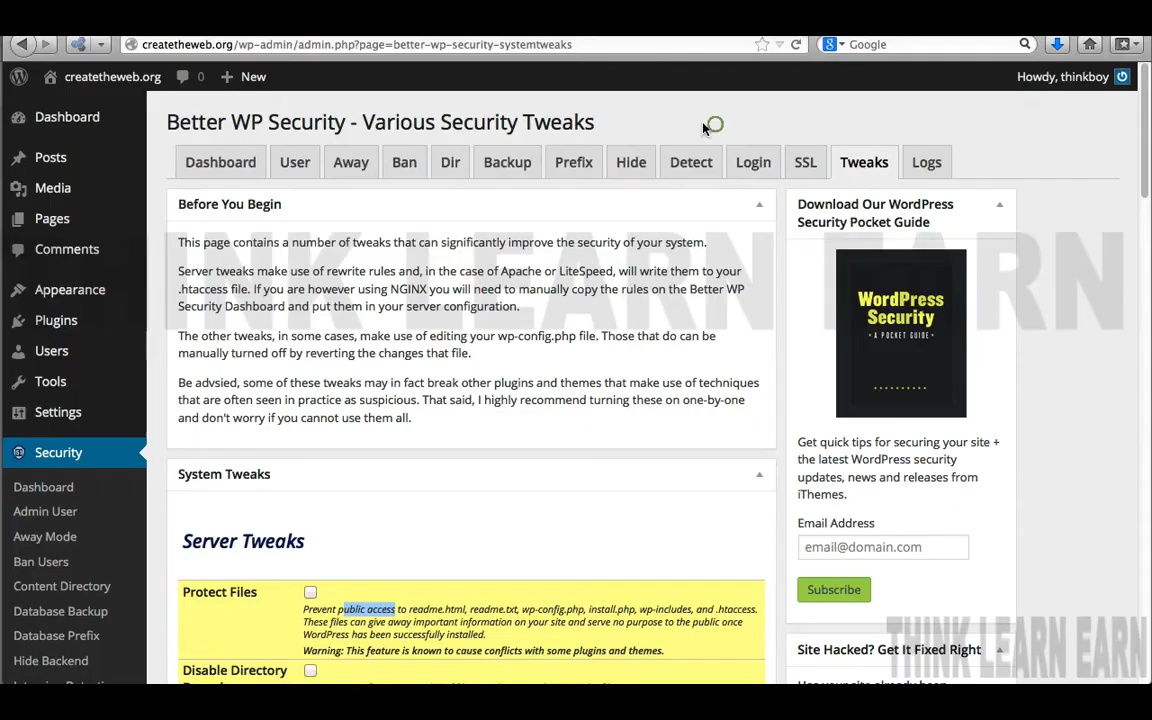 createtheweb.org/wp-admin/admin.php?page=better-wp-security-systemtweaks
Google
createtheweb.org 0 New
Howdy, thinkboy
Dashboard
Posts
Media
Pages
Comments
Appearance
Plugins
Users
Tools
Settings
Security
Dashboard
Admin User
Away Mode
Ban Users
Content Directory
Database Backup
Database Prefix
Hide Backend
Better WP Security - Various Security Tweaks
Dashboard User Away Ban Dir Backup Prefix Hide Detect Login SSL Tweaks Logs
Before You Begin
This page contains a number of tweaks that can significantly improve the security of your system.
Server tweaks make use of rewrite rules and, in the case of Apache or LiteSpeed, will write them to your
.htaccess file. If you are however using NGINX you will need to manually copy the rules on the Better WP
Security Dashboard and put them in your server configuration.
The other tweaks, in some cases, make use of editing your wp-config.php file. Those that do can be
manually turned off by reverting the changes that file.
Be advsied, some of these tweaks may in fact break other plugins and themes that make use of techniques
that are often seen in practice as suspicious. That said, I highly recommend turning these on one-by-one
and don't worry if you cannot use them all.
System Tweaks
Server Tweaks
Protect Files
Prevent public access to readme.html, readme.txt, wp-config.php, install.php, wp-includes, and .htaccess.
These files can give away important information on your site and serve no purpose to the public once
WordPress has been successfully installed.
Warning: This feature is known to cause conflicts with some plugins and themes.
Disable Directory
Download Our WordPress
Security Pocket Guide
WordPress
Security
• A POCKET GUIDE •
Get quick tips for securing your site +
the latest WordPress security
updates, news and releases from
iThemes.
Email Address
email@domain.com
Subscribe
Site Hacked? Get It Fixed Right
THINK LEARN EARN
THINK LEARN EARN